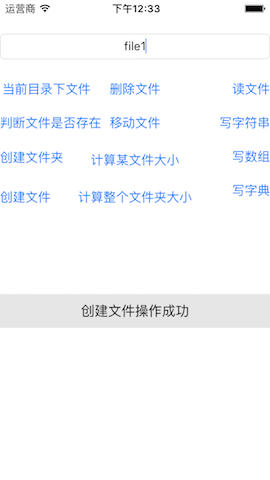 运营商 下午12:33
file1
当前目录下文件 删除文件 读文件
判断文件是否存在 移动文件 写字符串
创建文件夹 计算某文件大小 写数组
创建文件 计算整个文件夹大小 写字典
创建文件操作成功